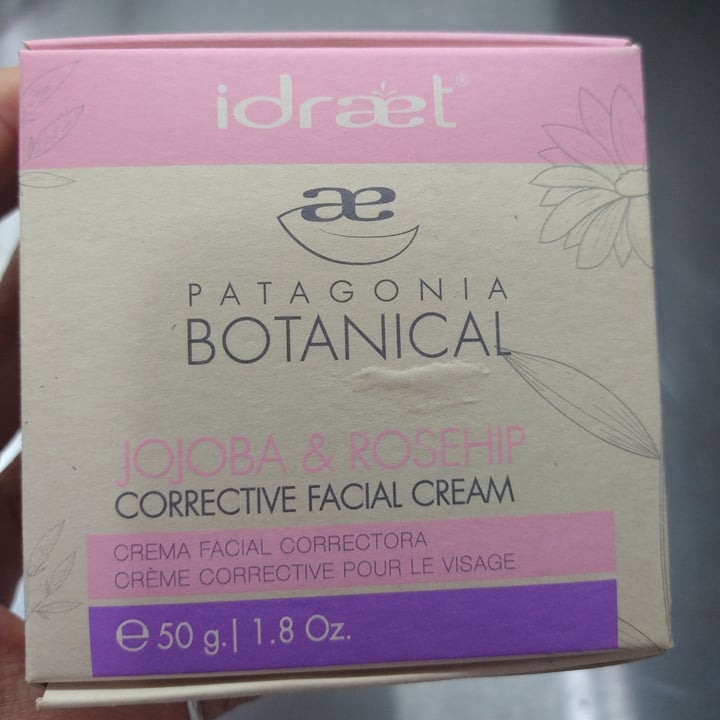 idraet®
ae
PATAGONIA
BOTANICAL
JOJOBA & ROSEHIP
CORRECTIVE FACIAL CREAM
CREMA FACIAL CORRECTORA
CRÈME CORRECTIVE POUR LE VISAGE
℮ 50 g. | 1.8 Oz.